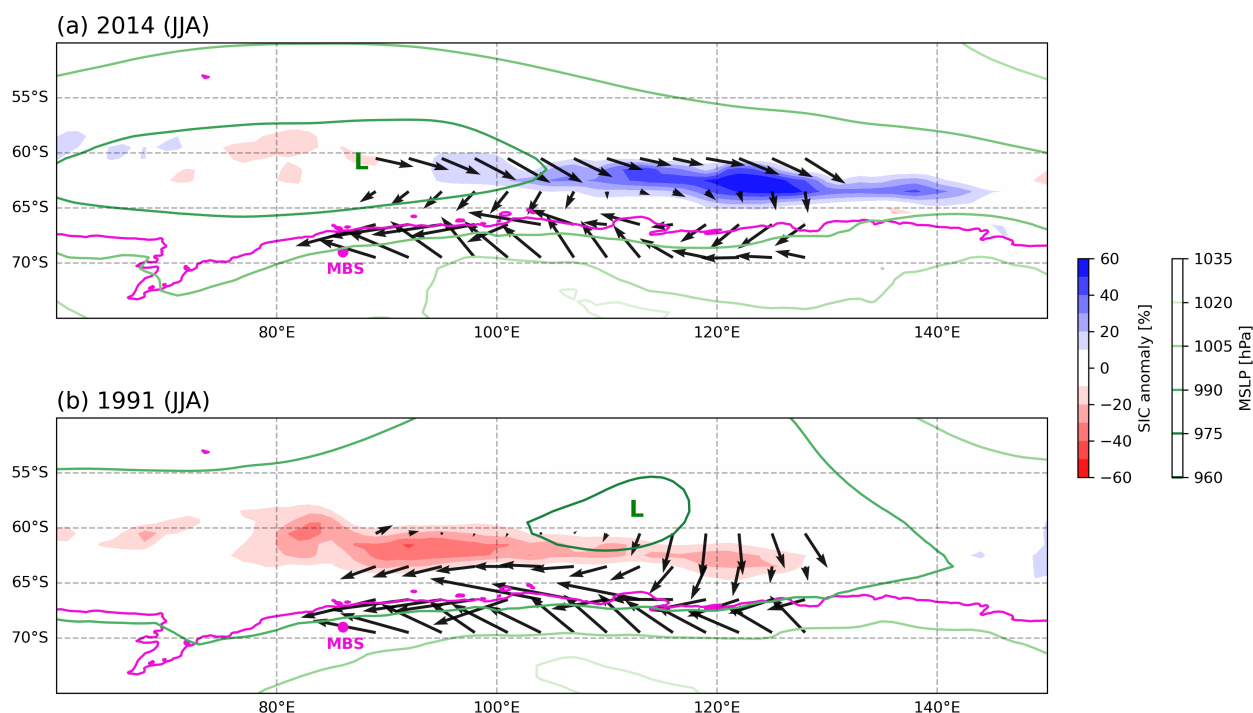 (a) 2014 (JJA)
55°S
60°S
65°S
70°S
L
MBS
80°E 100°E 120°E 140°E
(b) 1991 (JJA)
55°S
60°S
65°S
70°S
L
MBS
80°E 100°E 120°E 140°E
60
40
20
0
−20
−40
−60
SIC anomaly [%]
1035
1020
1005
990
975
960
MSLP [hPa]